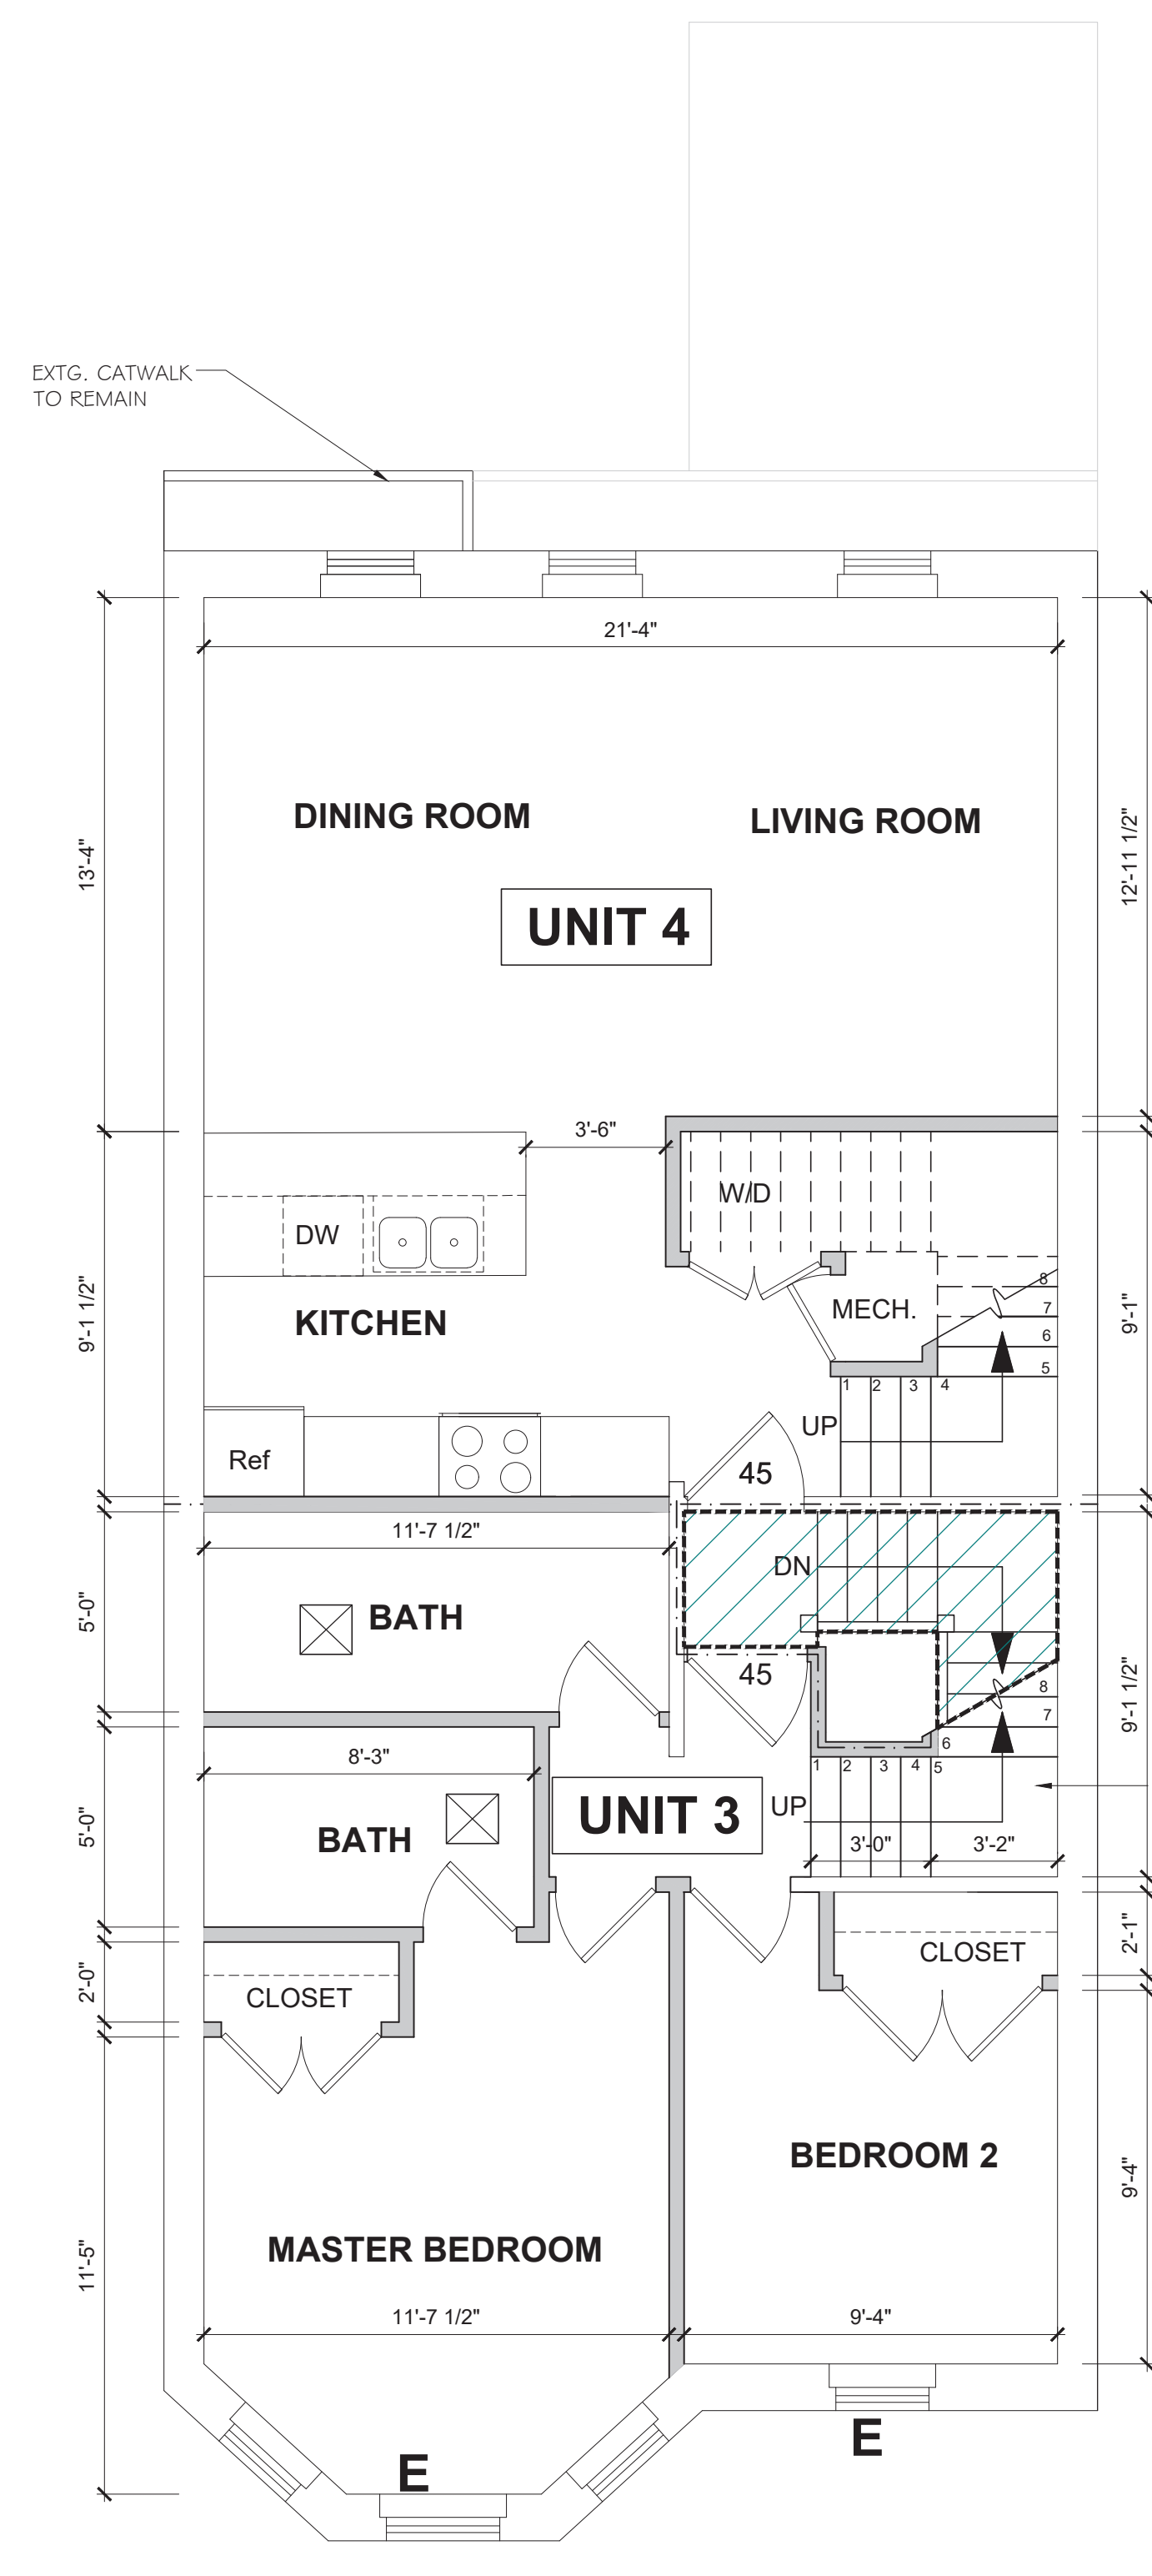 EXTG. CATWALK
TO REMAIN
21'-4"
DINING ROOM
LIVING ROOM
13'-4"
12'-11 1/2"
UNIT 4
3'-6"
W/D
DW
8
MECH.
7
9'-1 1/2"
KITCHEN
9'-1"
6
5
1
2
3
4
UP
Ref
45
11'-7 1/2"
DN
5'-0"
BATH
45
8
9'-1 1/2"
7
6
8'-3"
1
2
3
4
5
UNIT 3
UP
5'-0"
BATH
3'-0"
3'-2"
2'-1"
CLOSET
2'-0"
CLOSET
BEDROOM 2
9'-4"
MASTER BEDROOM
11'-5"
11'-7 1/2"
9'-4"
E
E